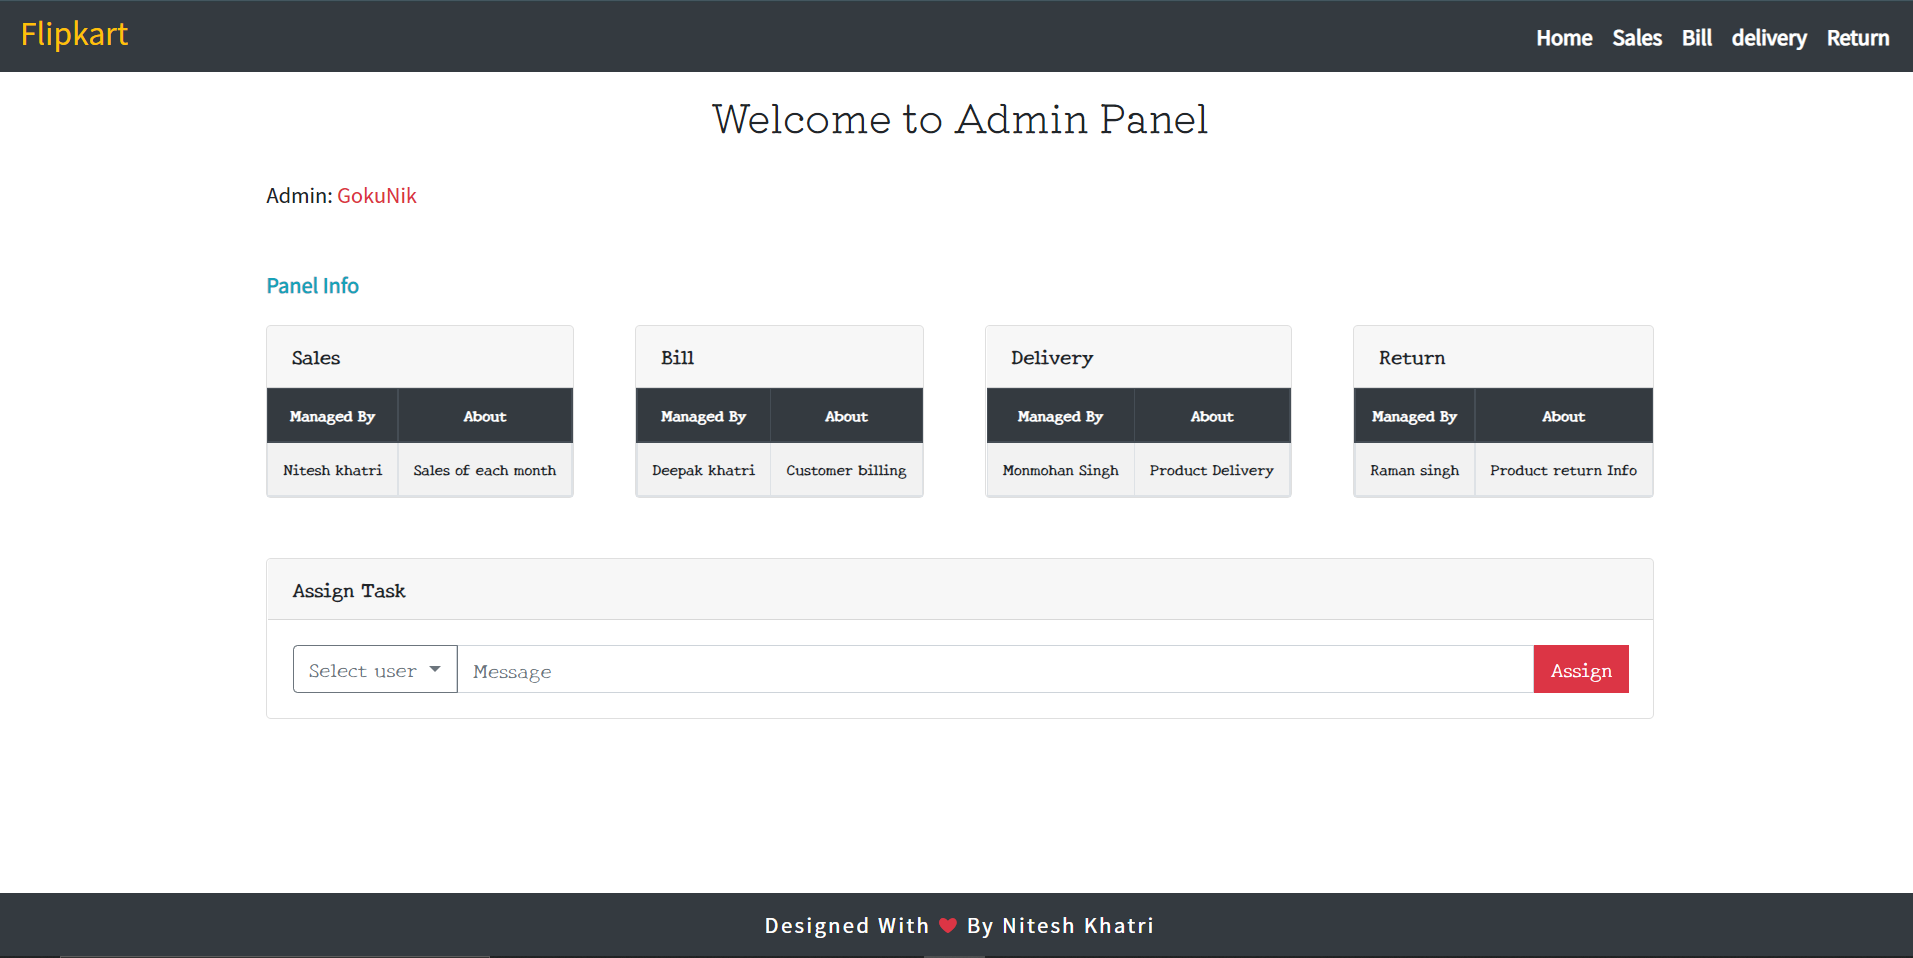 Flipkart
Home Sales Bill delivery Return
Welcome to Admin Panel
Admin: GokuNik
Panel Info
Sales
Managed By About
Nitesh khatri Sales of each month
Bill
Managed By About
Deepak khatri Customer billing
Delivery
Managed By About
Monmohan Singh Product Delivery
Return
Managed By About
Raman singh Product return Info
Assign Task
Select user Message Assign
Designed With ❤ By Nitesh Khatri